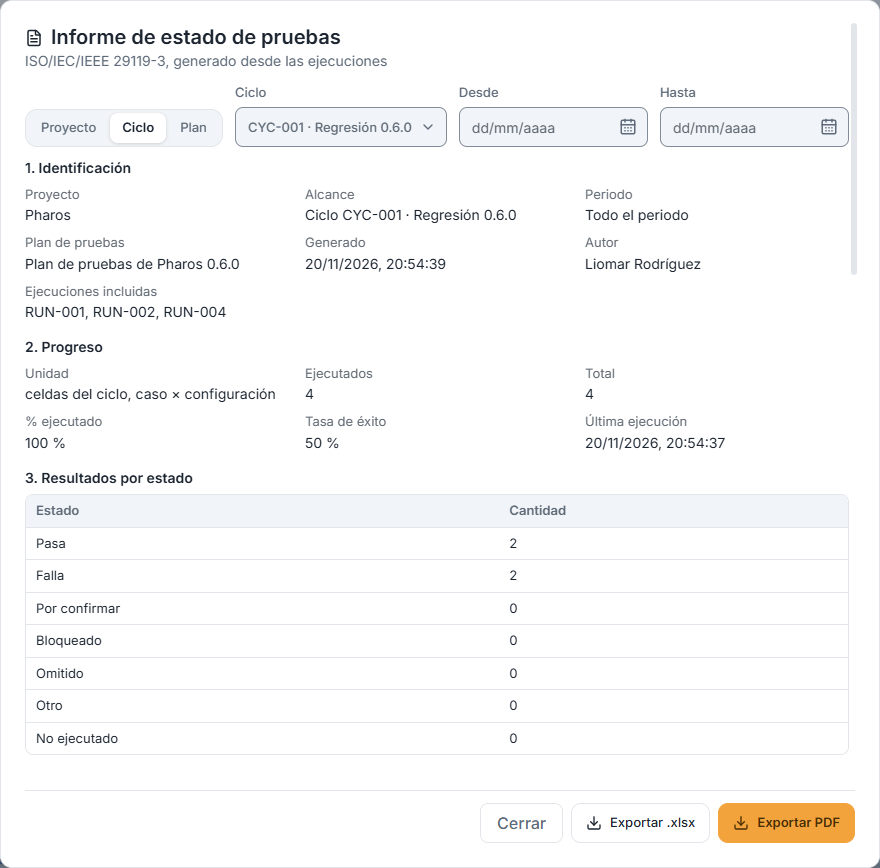 Informe de estado de pruebas
ISO/IEC/IEEE 29119-3, generado desde las ejecuciones
Ciclo Desde Hasta
Proyecto Ciclo Plan CYC-001 · Regresión 0.6.0 dd/mm/aaaa dd/mm/aaaa
1. Identificación
Proyecto Alcance Periodo
Pharos Ciclo CYC-001 · Regresión 0.6.0 Todo el periodo
Plan de pruebas Generado Autor
Plan de pruebas de Pharos 0.6.0 20/11/2026, 20:54:39 Liomar Rodríguez
Ejecuciones incluidas
RUN-001, RUN-002, RUN-004
2. Progreso
Unidad Ejecutados Total
celdas del ciclo, caso × configuración 4 4
% ejecutado Tasa de éxito Última ejecución
100 % 50 % 20/11/2026, 20:54:37
3. Resultados por estado
Estado Cantidad
Pasa 2
Falla 2
Por confirmar 0
Bloqueado 0
Omitido 0
Otro 0
No ejecutado 0
Cerrar Exportar .xlsx Exportar PDF